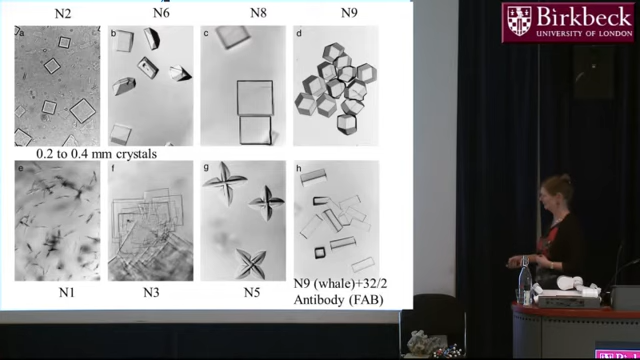 N2 N6 N8 N9
a b c d
0.2 to 0.4 mm crystals
e f g h
N1 N3 N5 N9 (whale)+32/2
Antibody (FAB)
Birkbeck
UNIVERSITY OF LONDON